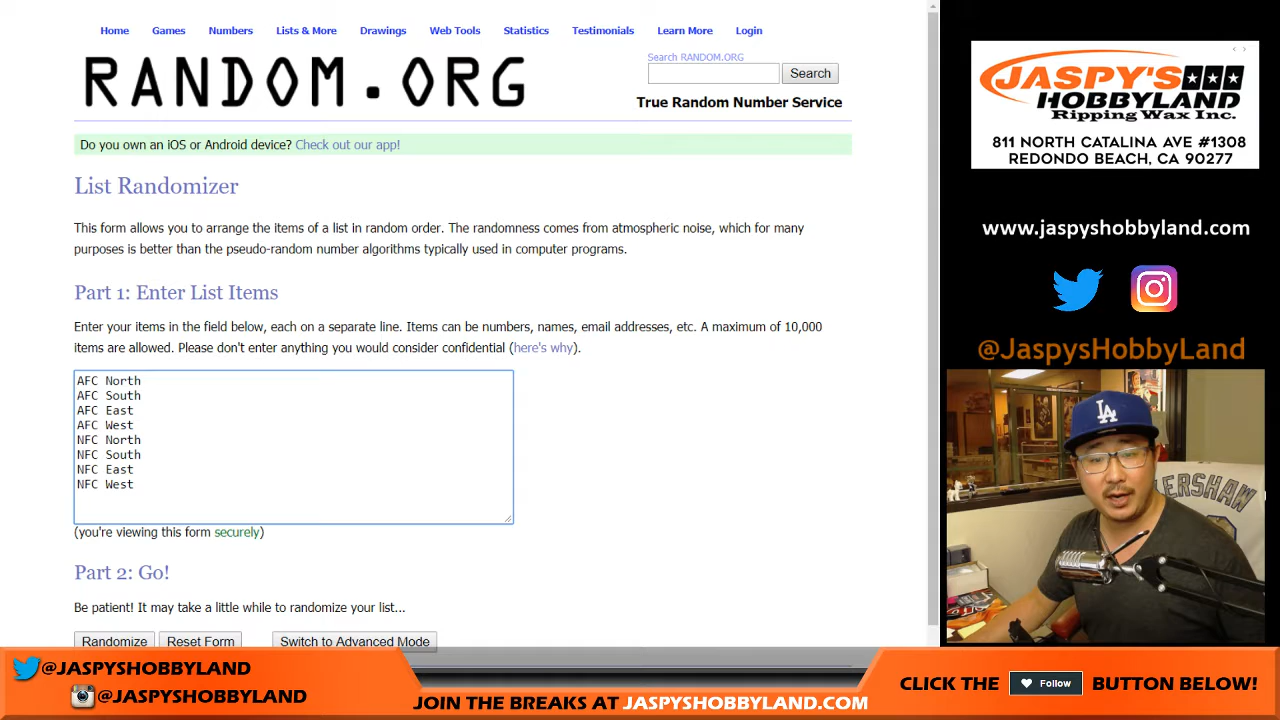 Home Games Numbers Lists & More Drawings Web Tools Statistics Testimonials Learn More Login
RANDOM.ORG
Search RANDOM.ORG
Search
True Random Number Service
Do you own an iOS or Android device? Check out our app!
List Randomizer
This form allows you to arrange the items of a list in random order. The randomness comes from atmospheric noise, which for many
purposes is better than the pseudo-random number algorithms typically used in computer programs.
Part 1: Enter List Items
Enter your items in the field below, each on a separate line. Items can be numbers, names, email addresses, etc. A maximum of 10,000
items are allowed. Please don't enter anything you would consider confidential (here's why).
AFC North
AFC South
AFC East
AFC West
NFC North
NFC South
NFC East
NFC West
(you're viewing this form securely)
Part 2: Go!
Be patient! It may take a little while to randomize your list...
Randomize Reset Form Switch to Advanced Mode
JASPY'S
HOBBYLAND
Ripping Wax Inc.
811 NORTH CATALINA AVE #1308
REDONDO BEACH, CA 90277
www.jaspyshobbyland.com
@JaspysHobbyLand
LA
ERSHAW
@JASPYSHOBBYLAND
@JASPYSHOBBYLAND
JOIN THE BREAKS AT JASPYSHOBBYLAND.COM
CLICK THE Follow BUTTON BELOW!